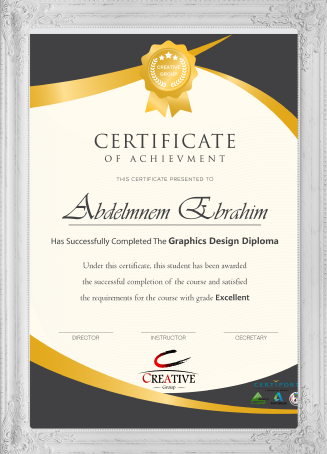 CREATIVE
GROUP
CERTIFICATE
OF ACHIEVMENT
THIS CERTIFICATE PRESENTED TO
Abdelmnem Ebrahim
Has Successfully Completed The Graphics Design Diploma
Under this certificate, this student has been awarded
the successful completion of the course and satisfied
the requirements for the course with grade Excellent
DIRECTOR INSTRUCTOR CECRETARY
CREATIVE
Group
CERTIPORT